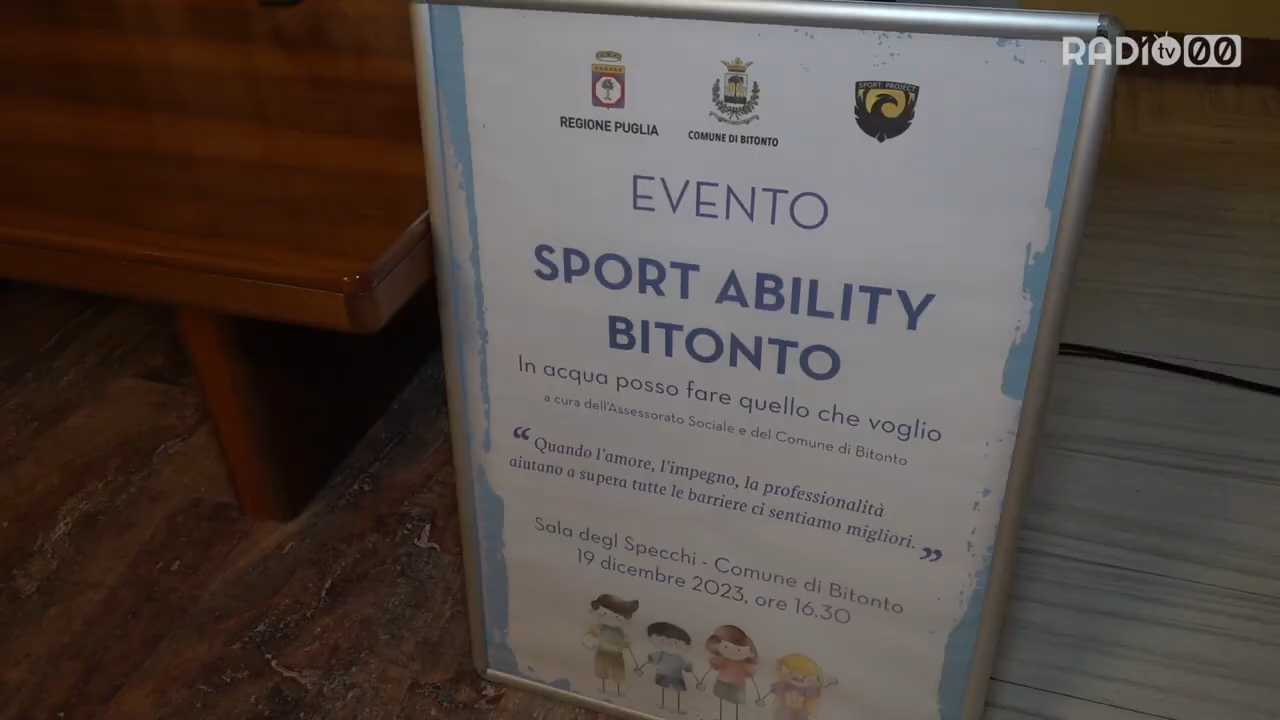 RADIO tv 00
REGIONE PUGLIA
COMUNE DI BITONTO
SPORT PROJECT
EVENTO
SPORT ABILITY
BITONTO
In acqua posso fare quello che voglio
a cura dell'Assessorato Sociale e del Comune di Bitonto
“ Quando l'amore, l'impegno, la professionalità
aiutano a supera tutte le barriere ci sentiamo migliori. ”
Sala degl Specchi - Comune di Bitonto
19 dicembre 2023, ore 16.30